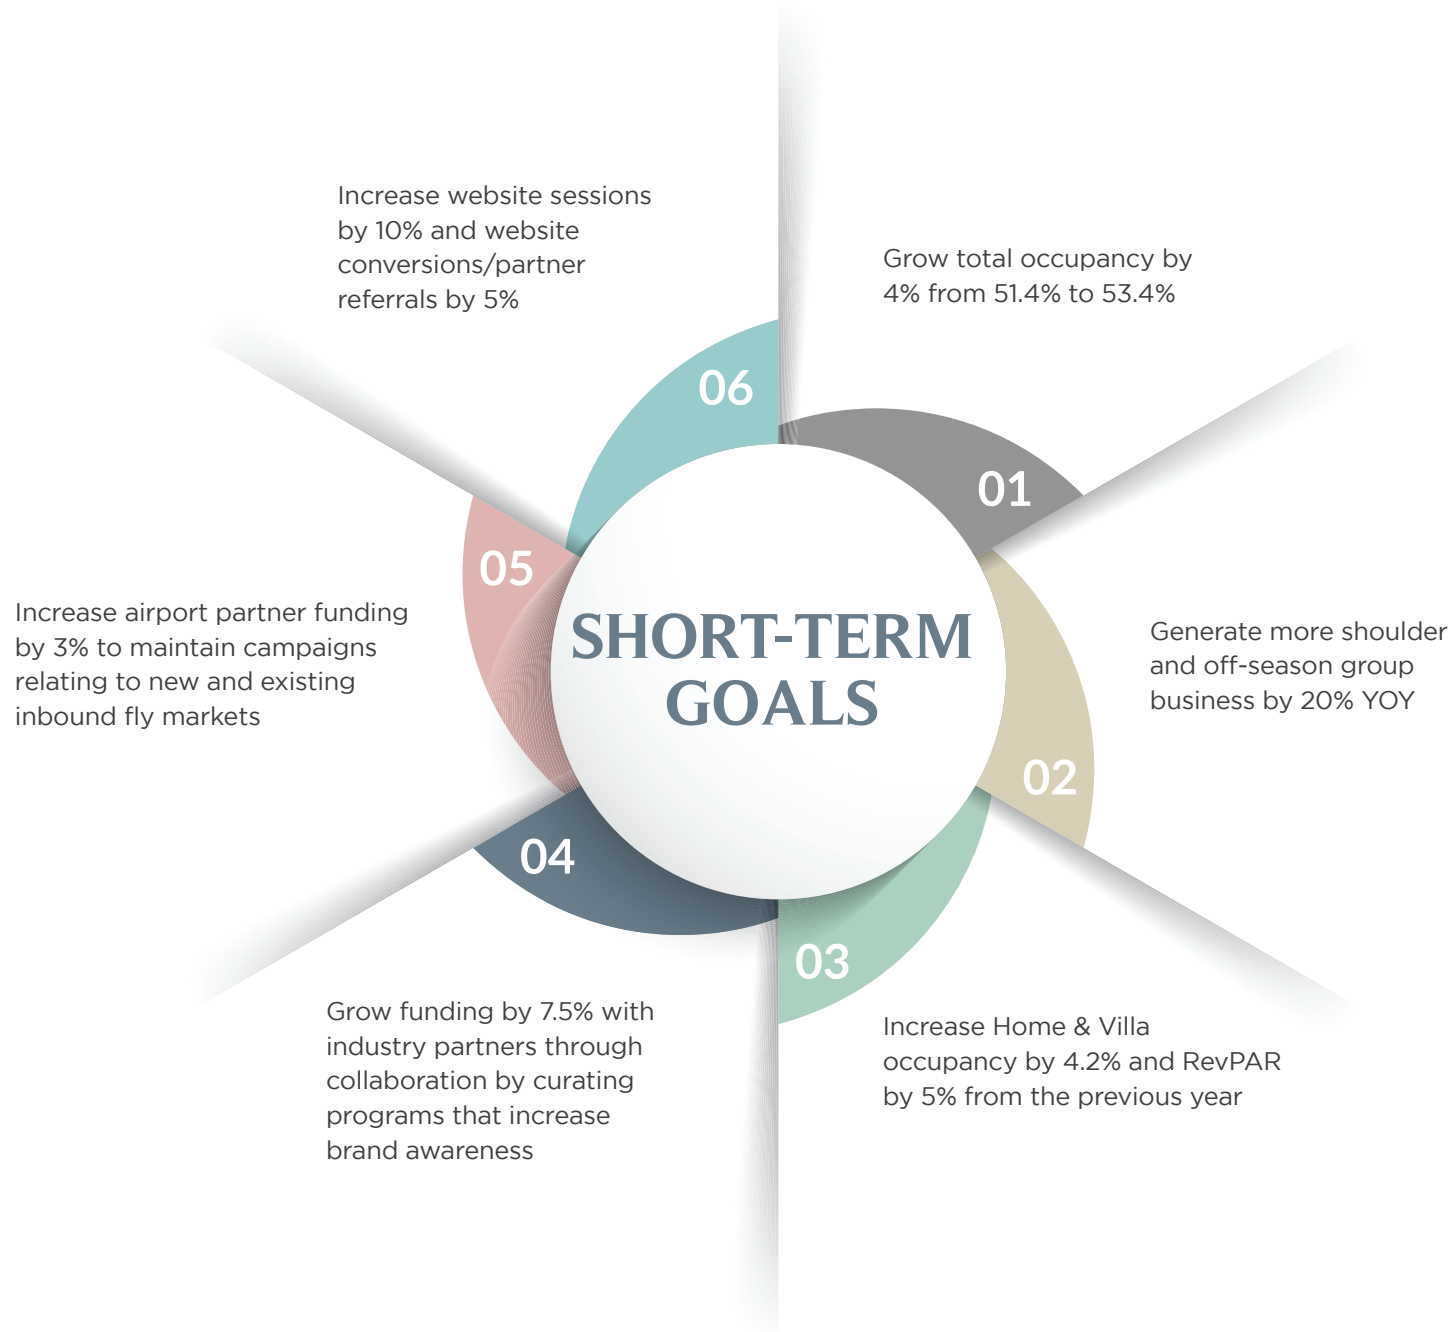 SHORT-TERM
GOALS
01
Grow total occupancy by
4% from 51.4% to 53.4%
02
Generate more shoulder
and off-season group
business by 20% YOY
03
Increase Home & Villa
occupancy by 4.2% and RevPAR
by 5% from the previous year
04
Grow funding by 7.5% with
industry partners through
collaboration by curating
programs that increase
brand awareness
05
Increase airport partner funding
by 3% to maintain campaigns
relating to new and existing
inbound fly markets
06
Increase website sessions
by 10% and website
conversions/partner
referrals by 5%